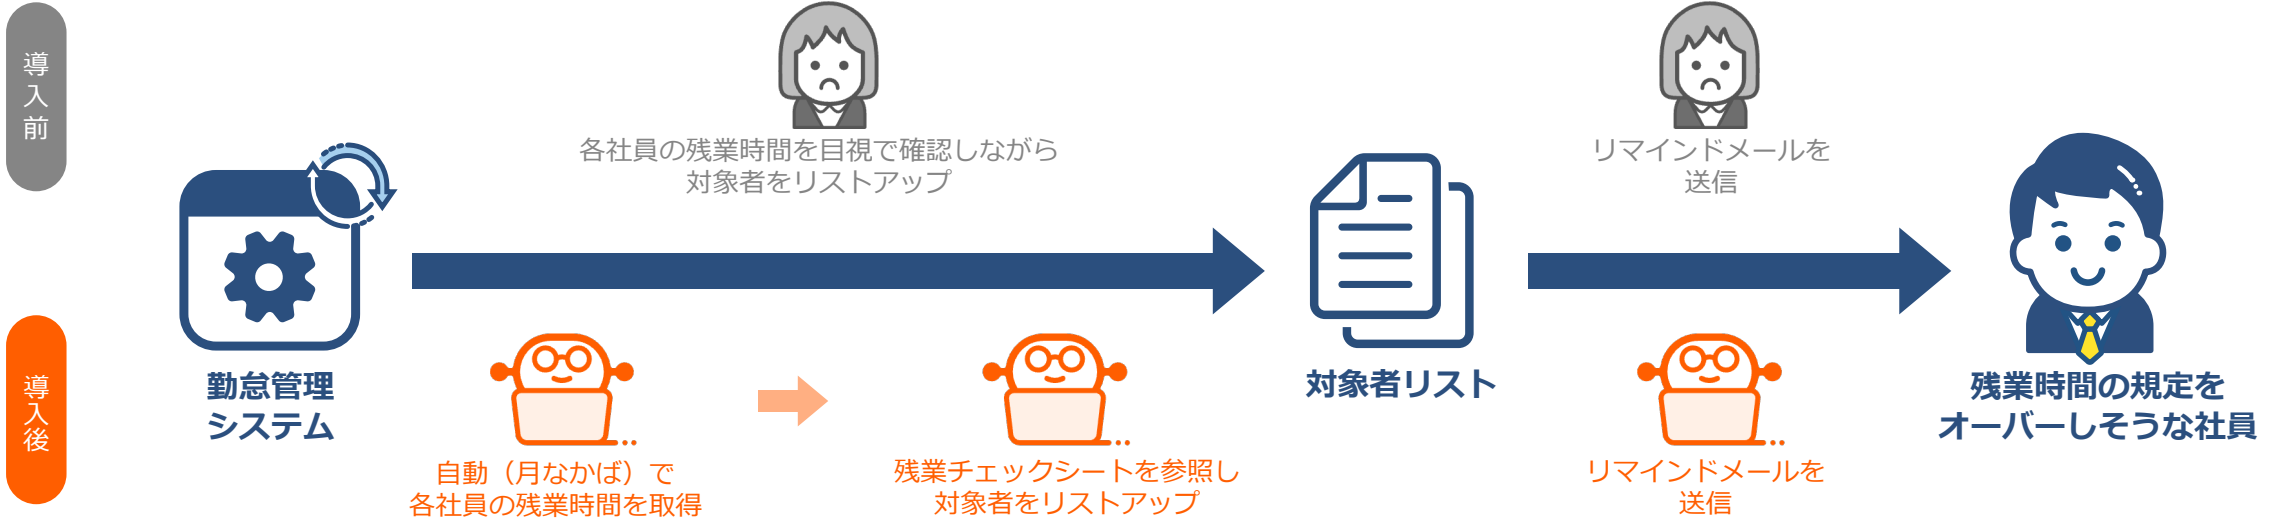 導入前
各社員の残業時間を目視で確認しながら
対象者をリストアップ
リマインドメールを
送信
勤怠管理
システム
対象者リスト
残業時間の規定を
オーバーしそうな社員
導入後
自動（月なかば）で
各社員の残業時間を取得
残業チェックシートを参照し
対象者をリストアップ
リマインドメールを
送信